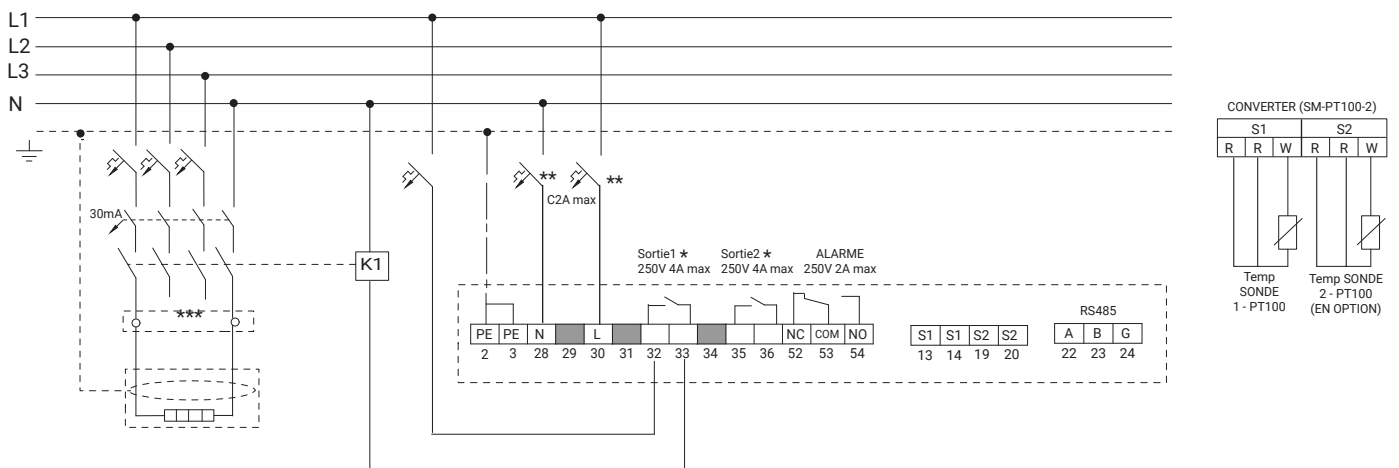 L1
L2
L3
N
CONVERTER (SM-PT100-2)
S1 S2
R R W R R W
Temp SONDE 1 - PT100
Temp SONDE 2 - PT100 (EN OPTION)
30mA
**
**
C2A max
K1
***
Sortie1 *
250V 4A max
Sortie2 *
250V 4A max
ALARME
250V 2A max
RS485
PE PE N L NC COM NO
2 3 28 29 30 31 32 33 34 35 36 52 53 54
S1 S1 S2 S2
13 14 19 20
A B G
22 23 24